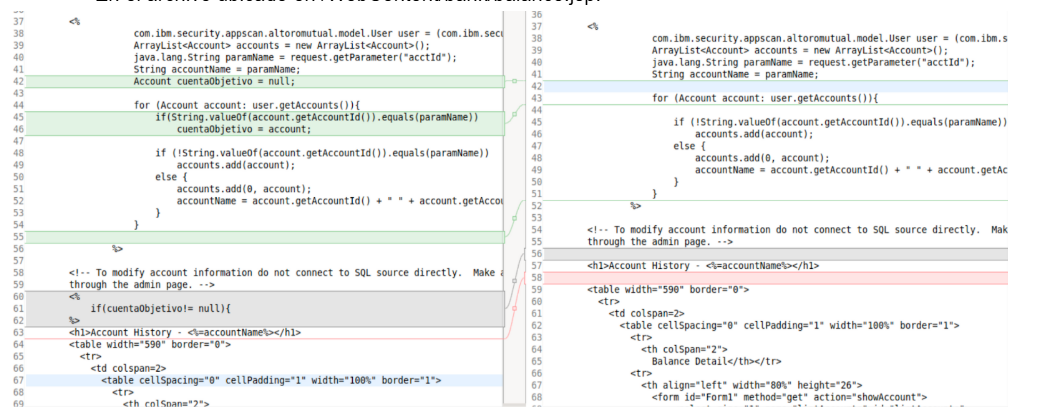 En el archivo ubicado en /WebContent/bank/balance.jsp:
37 <%
38 com.ibm.security.appscan.altoromutual.model.User user = (com.ibm.secu
39 ArrayList<Account> accounts = new ArrayList<Account>();
40 java.lang.String paramName = request.getParameter("acctId");
41 String accountName = paramName;
42 Account cuentaObjetivo = null;
43
44 for (Account account: user.getAccounts()){
45 if(String.valueOf(account.getAccountId()).equals(paramName))
46 cuentaObjetivo = account;
47
48 if (!String.valueOf(account.getAccountId()).equals(paramName))
49 accounts.add(account);
50 else {
51 accounts.add(0, account);
52 accountName = account.getAccountId() + " " + account.getAccou
53 }
54 }
55
56 %>
57
58 <!-- To modify account information do not connect to SQL source directly. Make a
59 through the admin page. -->
60 <%
61 if(cuentaObjetivo!= null){
62 %>
63 <h1>Account History - <%=accountName%></h1>
64 <table width="590" border="0">
65 <tr>
66 <td colspan=2>
67 <table cellSpacing="0" cellPadding="1" width="100%" border="1">
68 <tr>
69 <th colSpan="2">
36
37 <%
38 com.ibm.security.appscan.altoromutual.model.User user = (com.ibm.s
39 ArrayList<Account> accounts = new ArrayList<Account>();
40 java.lang.String paramName = request.getParameter("acctId");
41 String accountName = paramName;
42
43 for (Account account: user.getAccounts()){
44
45 if (!String.valueOf(account.getAccountId()).equals(paramName))
46 accounts.add(account);
47 else {
48 accounts.add(0, account);
49 accountName = account.getAccountId() + " " + account.getAc
50 }
51 }
52 %>
53
54 <!-- To modify account information do not connect to SQL source directly. Mak
55 through the admin page. -->
56
57 <h1>Account History - <%=accountName%></h1>
58
59 <table width="590" border="0">
60 <tr>
61 <td colspan=2>
62 <table cellSpacing="0" cellPadding="1" width="100%" border="1">
63 <tr>
64 <th colSpan="2">
65 Balance Detail</th></tr>
66 <tr>
67 <th align="left" width="80%" height="26">
68 <form id="Form1" method="get" action="showAccount">